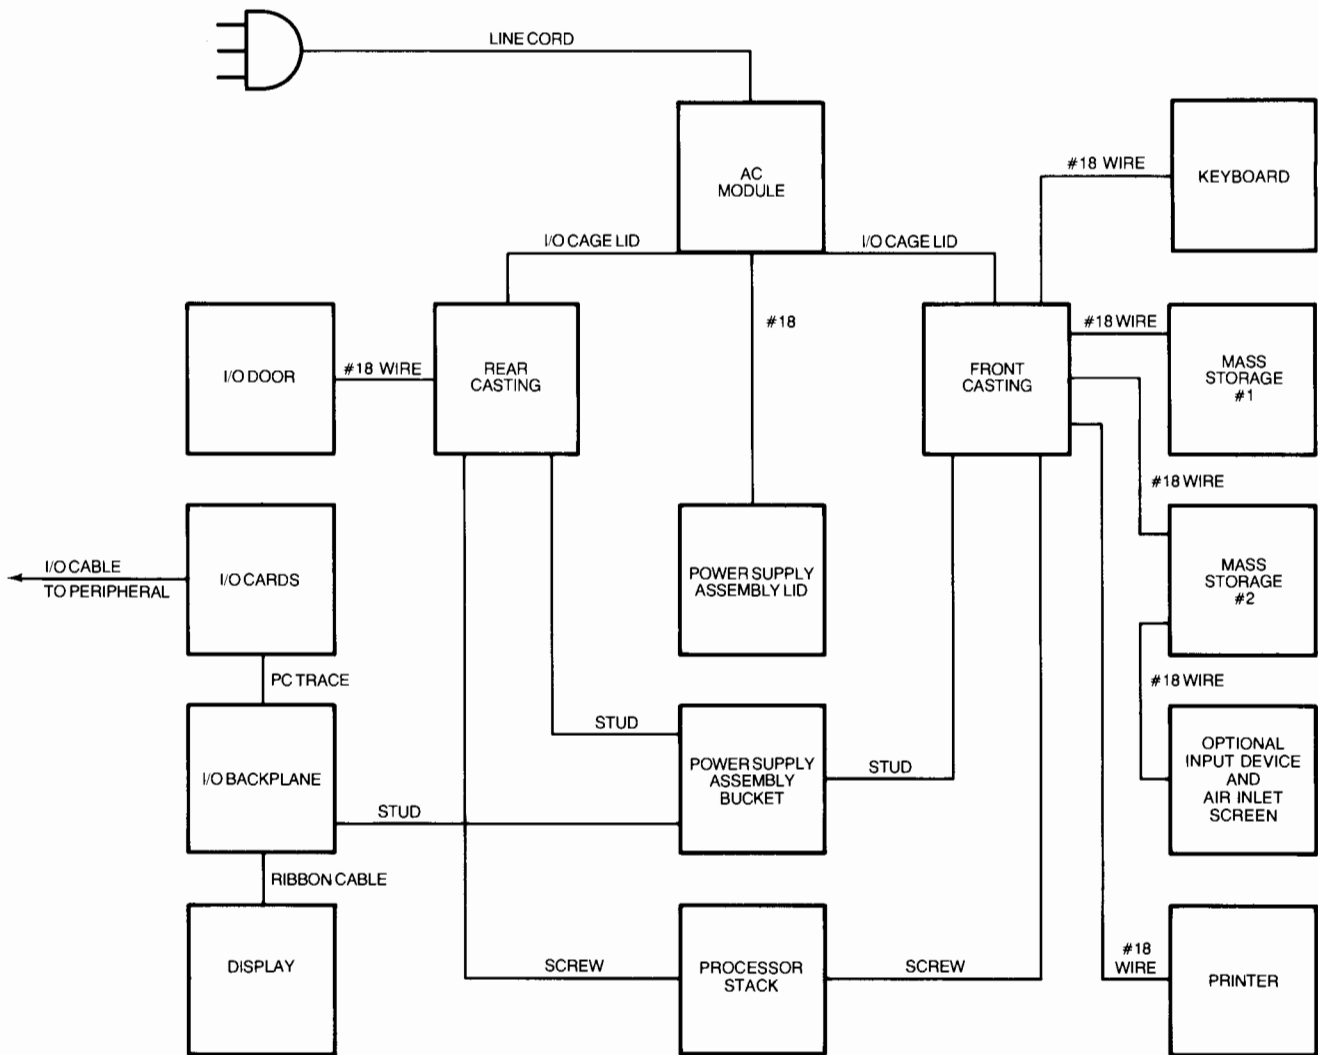 LINE CORD
AC
MODULE
#18 WIRE
KEYBOARD
I/O CAGE LID
I/O CAGE LID
#18
I/O DOOR
#18 WIRE
REAR
CASTING
FRONT
CASTING
#18 WIRE
MASS
STORAGE
#1
#18 WIRE
I/O CABLE
TO PERIPHERAL
I/O CARDS
POWER SUPPLY
ASSEMBLY LID
MASS
STORAGE
#2
PC TRACE
#18 WIRE
I/O BACKPLANE
STUD
STUD
POWER SUPPLY
ASSEMBLY
BUCKET
STUD
OPTIONAL
INPUT DEVICE
AND
AIR INLET
SCREEN
RIBBON CABLE
DISPLAY
SCREW
PROCESSOR
STACK
SCREW
#18
WIRE
PRINTER